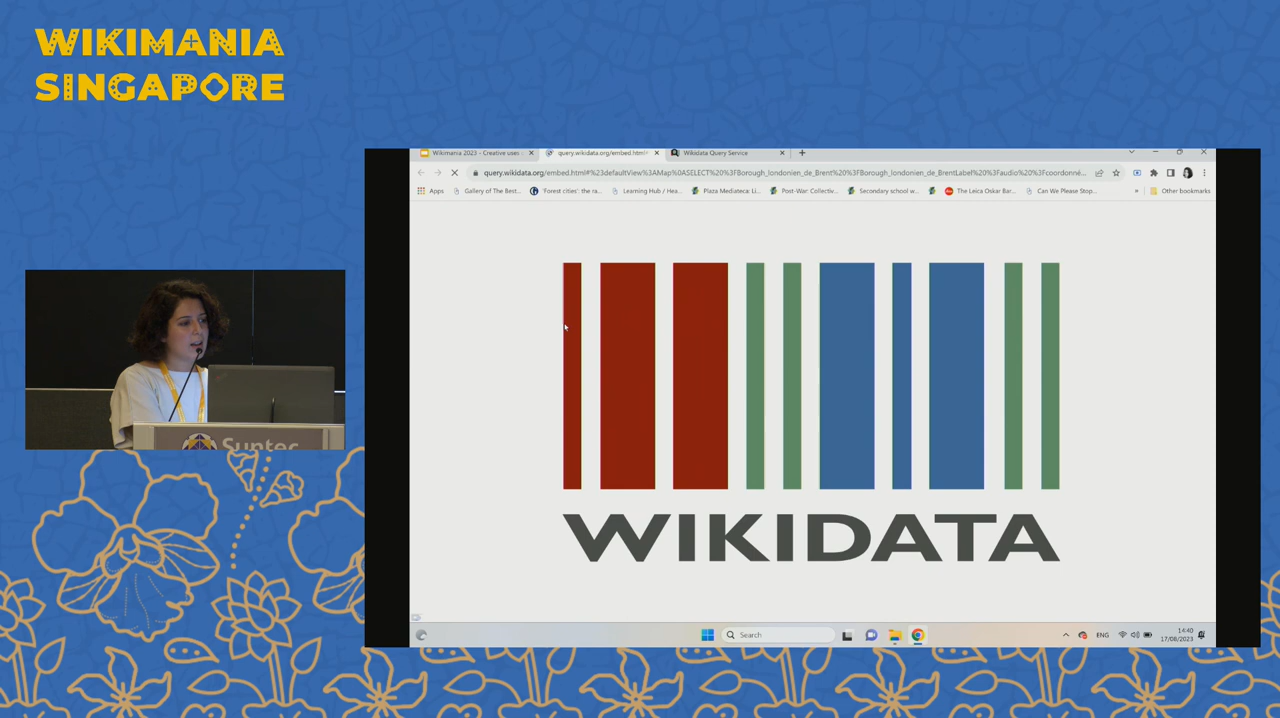 WIKIMANIA
SINGAPORE
Wikimania 2023 - Creative uses
query.wikidata.org/embed.html#
Wikidata Query Service
query.wikidata.org/embed.html#%23defaultView%3AMap%0ASELECT%20%3FBorough_londonien_de_Brent%20%3FBorough_londonien_de_BrentLabel%20%3Faudio%20%3Fcoordonné...
Apps
Gallery of The Best...
'Forest cities': the ra...
Learning Hub / Hea...
Plaza Mediateca: Li...
Post-War: Collectiv...
Secondary school w...
The Leica Oskar Bar...
Can We Please Stop...
»
Other bookmarks
WIKIDATA
Suntec
Search
ENG
14:40
17/08/2023